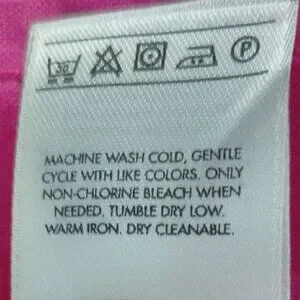 30
P
MACHINE WASH COLD, GENTLE
CYCLE WITH LIKE COLORS. ONLY
NON-CHLORINE BLEACH WHEN
NEEDED. TUMBLE DRY LOW.
WARM IRON. DRY CLEANABLE.